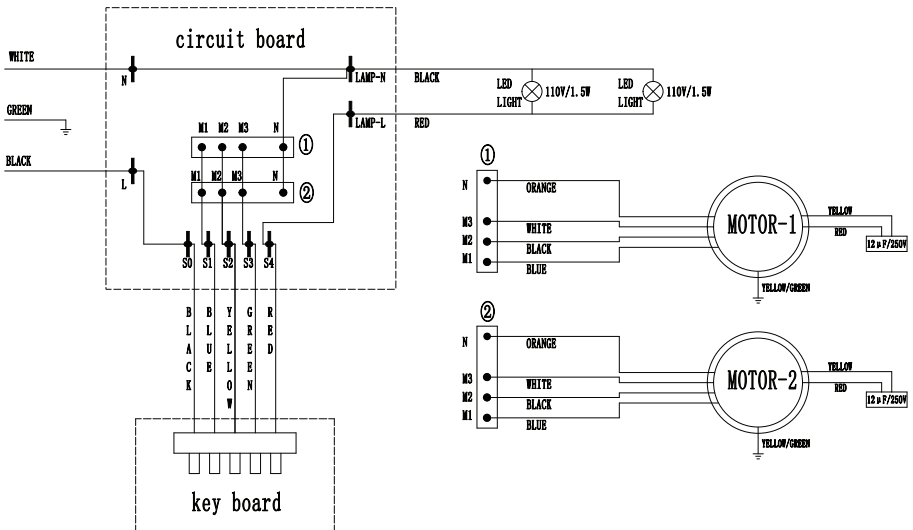 circuit board
WHITE
N
LAMP-N
BLACK
LED LIGHT
110V/1.5W
LED LIGHT
110V/1.5W
GREEN
LAMP-L
RED
M1 M2 M3 N
①
BLACK
L
M1 M2 M3 N
②
S0 S1 S2 S3 S4
BLACK
BLUE
YELLOW
GREEN
RED
key board
①
N
ORANGE
M3
WHITE
M2
BLACK
M1
BLUE
MOTOR-1
YELLOW
RED
12μF/250V
YELLOW/GREEN
②
N
ORANGE
M3
WHITE
M2
BLACK
M1
BLUE
MOTOR-2
YELLOW
RED
12μF/250V
YELLOW/GREEN